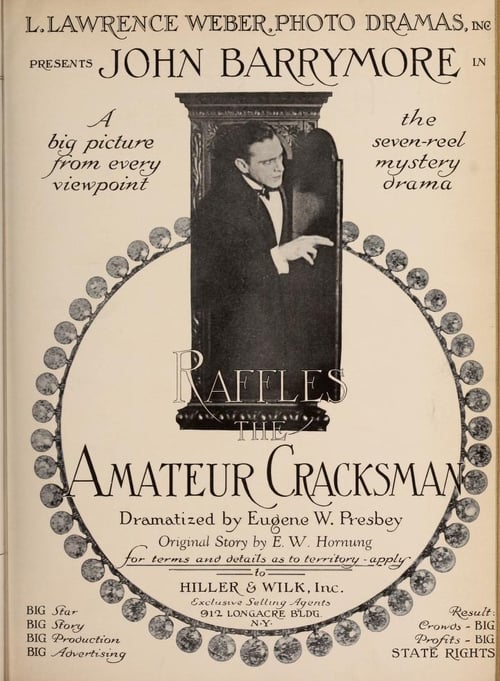 L. LAWRENCE WEBER, PHOTO DRAMAS, INC
PRESENTS JOHN BARRYMORE IN
A
big picture
from every
viewpoint
the
seven-reel
mystery
drama
RAFFLES
THE
AMATEUR CRACKSMAN
Dramatized by Eugene W. Presbey
Original Story by E. W. Hornung
for terms and details as to territory - apply
to
HILLER & WILK, Inc.
Exclusive Selling Agents
912 LONGACRE BLDG.
N.Y.
BIG Star
BIG Story
BIG Production
BIG Advertising
Result:
Crowds - BIG
Profits - BIG
STATE RIGHTS